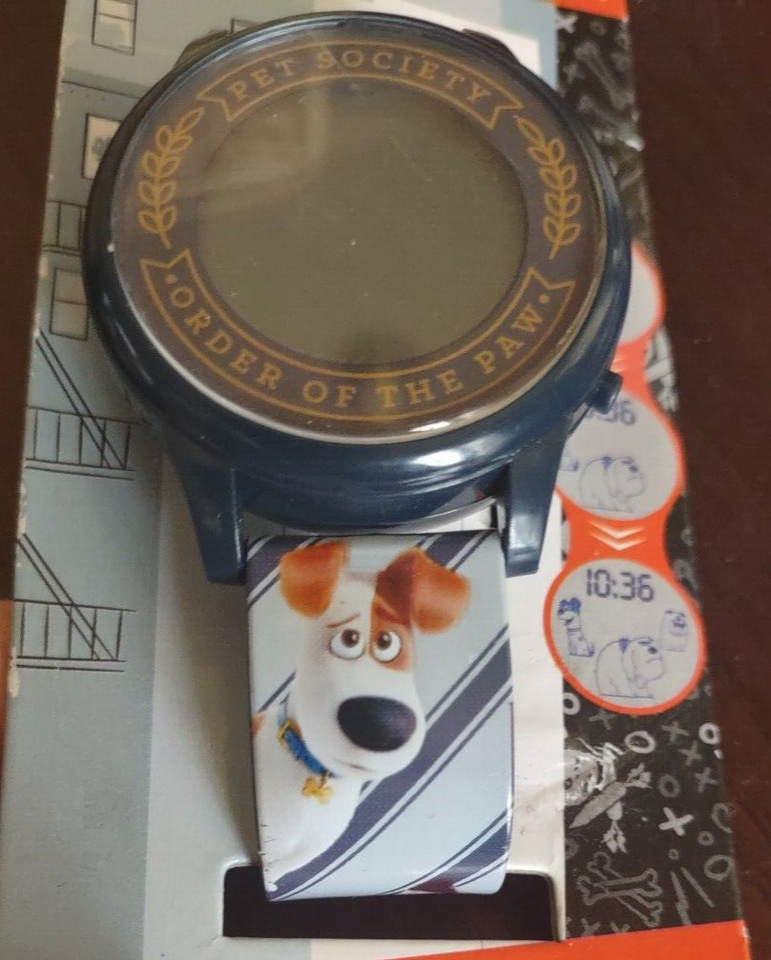 PET SOCIETY
•ORDER OF THE PAW•
10:36